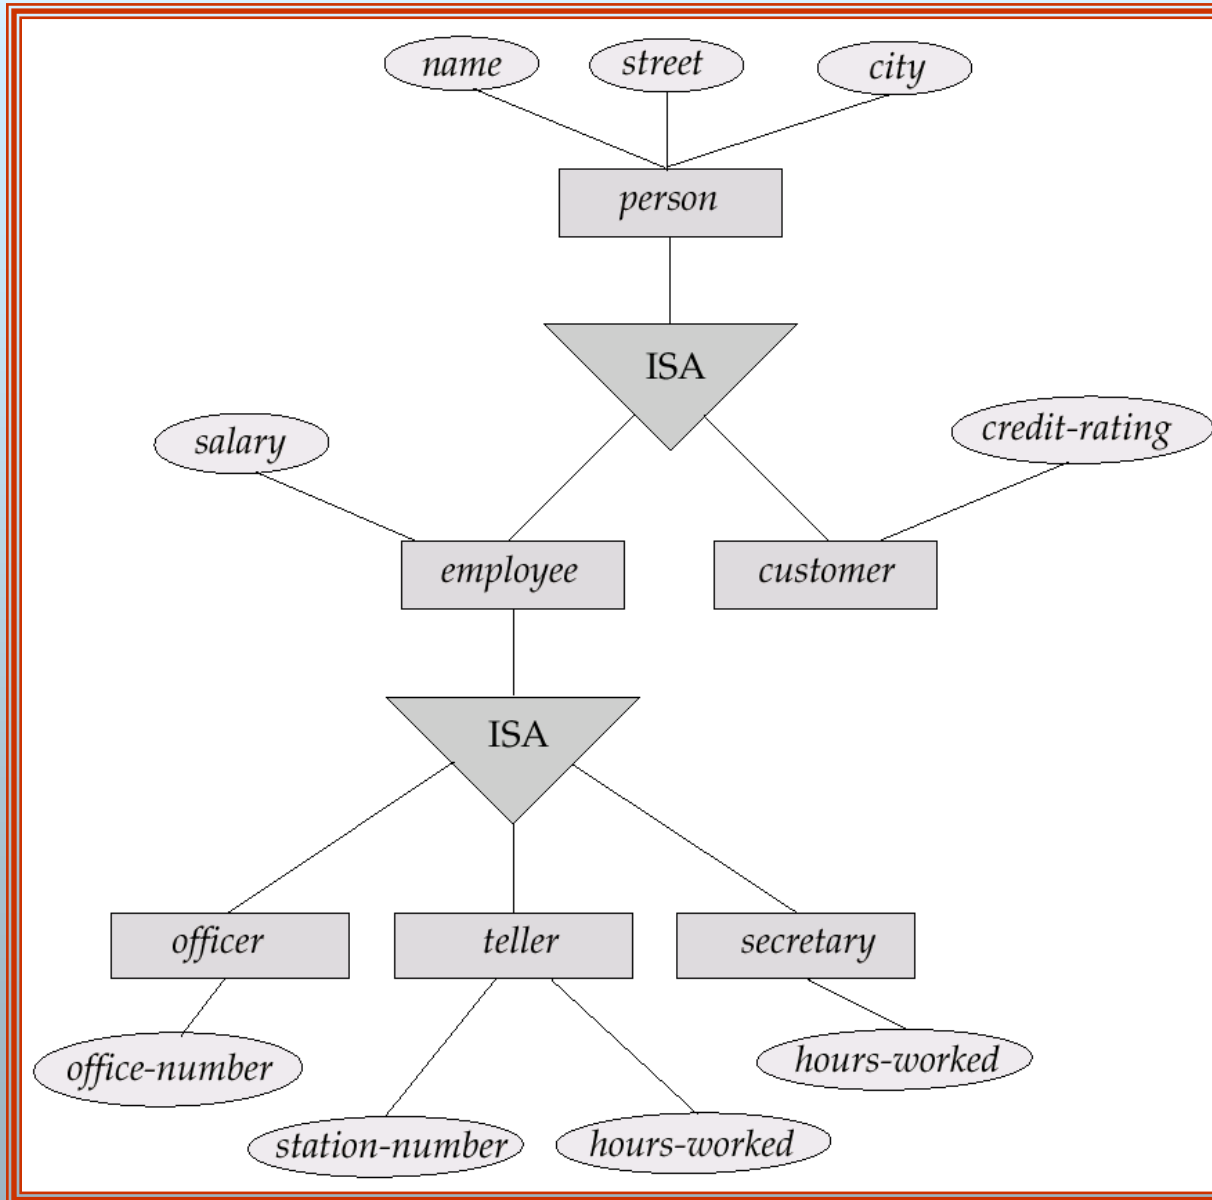 name
street
city
person
ISA
salary
credit-rating
employee
customer
ISA
officer
teller
secretary
office-number
hours-worked
station-number
hours-worked